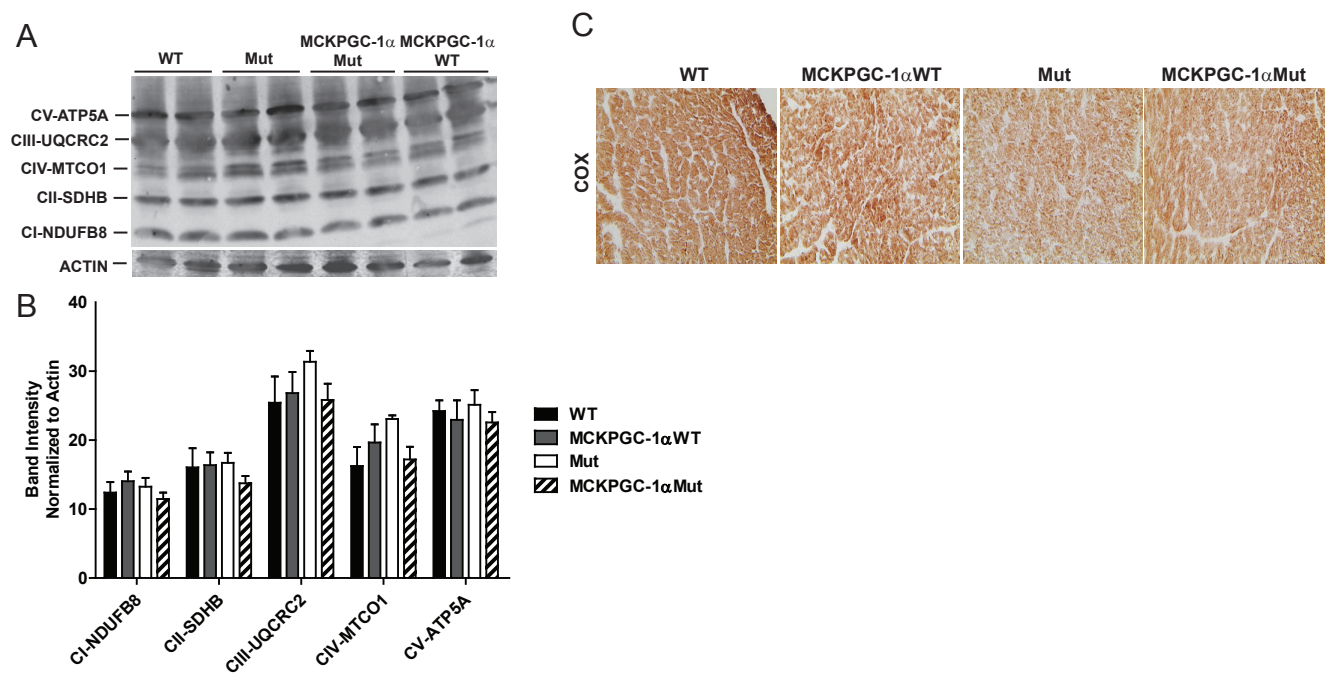 A
WT
Mut
MCKPGC-1α
Mut
MCKPGC-1α
WT
CV-ATP5A
CIII-UQCRC2
CIV-MTCO1
CII-SDHB
CI-NDUFB8
ACTIN
B
40
30
20
10
0
Band Intensity
Normalized to Actin
CI-NDUFB8
CII-SDHB
CIII-UQCRC2
CIV-MTCO1
CV-ATP5A
WT
MCKPGC-1αWT
Mut
MCKPGC-1αMut
C
WT
MCKPGC-1αWT
Mut
MCKPGC-1αMut
COX